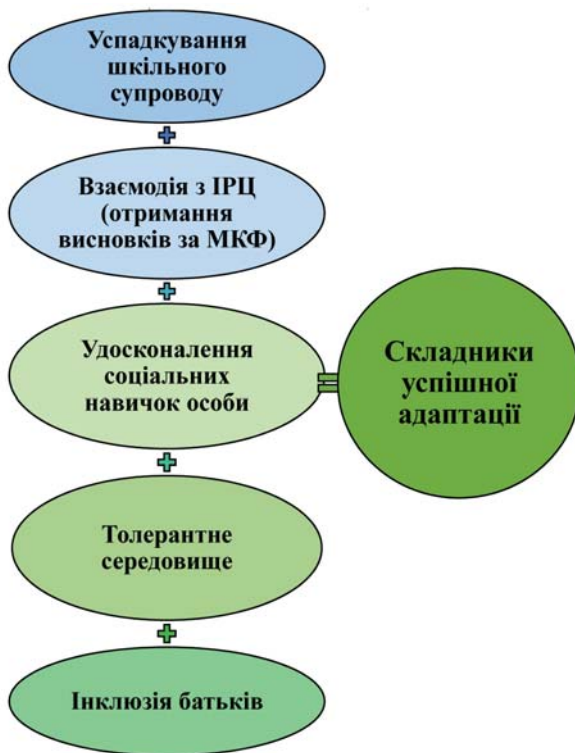 Успадкування
шкільного
супроводу
Взаємодія з ІРЦ
(отримання
висновків за МКФ)
Удосконалення
соціальних
навичок особи
Толерантне
середовище
Інклюзія батьків
Складники
успішної
адаптації